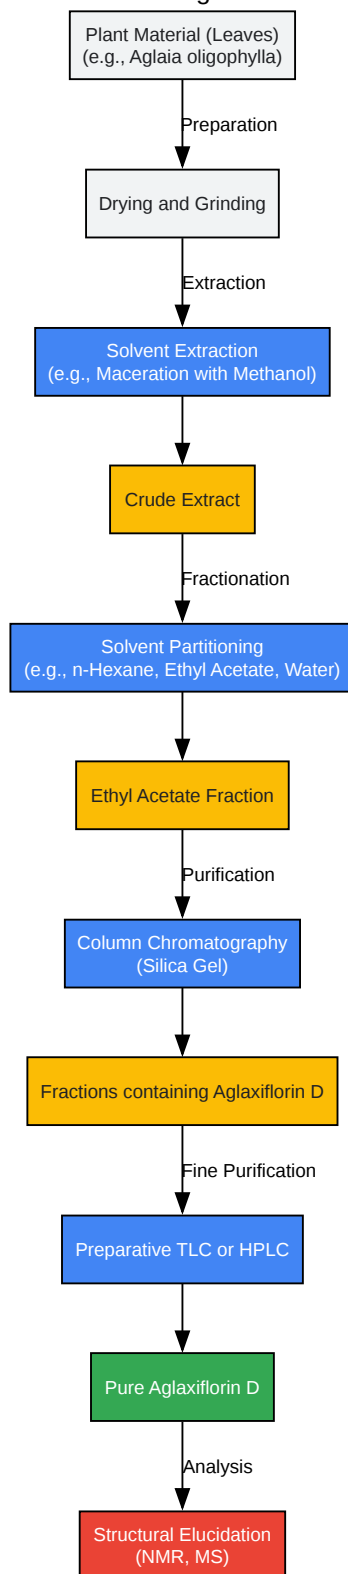 Plant Material (Leaves)
(e.g., Aglaia oligophylla)
Preparation
Drying and Grinding
Extraction
Solvent Extraction
(e.g., Maceration with Methanol)
Crude Extract
Fractionation
Solvent Partitioning
(e.g., n-Hexane, Ethyl Acetate, Water)
Ethyl Acetate Fraction
Purification
Column Chromatography
(Silica Gel)
Fractions containing Aglaxiflorin D
Fine Purification
Preparative TLC or HPLC
Pure Aglaxiflorin D
Analysis
Structural Elucidation
(NMR, MS)